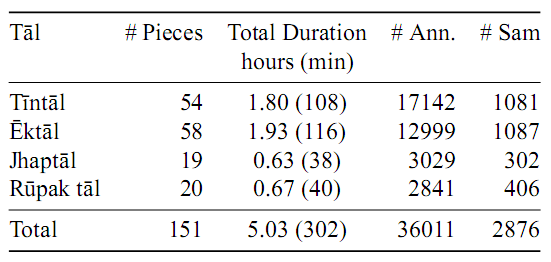 Tāl # Pieces Total Duration # Ann. # Sam
hours (min)
Tīntāl 54 1.80 (108) 17142 1081
Ēktāl 58 1.93 (116) 12999 1087
Jhaptāl 19 0.63 (38) 3029 302
Rūpak tāl 20 0.67 (40) 2841 406
Total 151 5.03 (302) 36011 2876